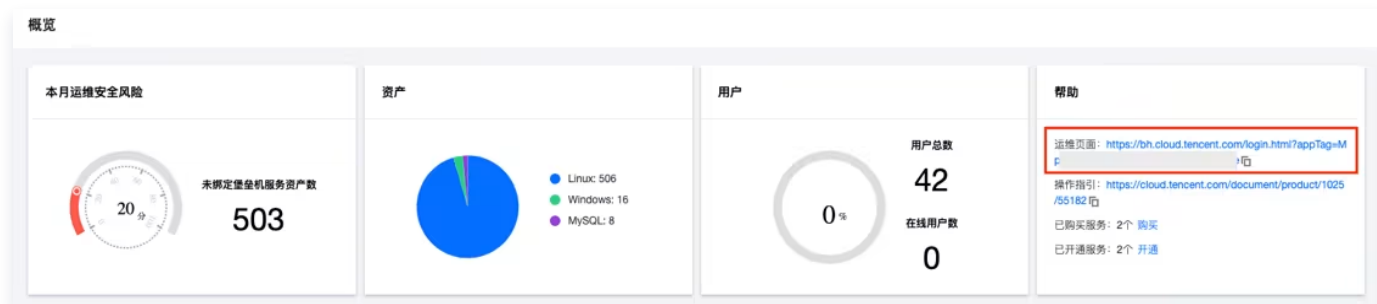 概览
本月运维安全风险
20 分
未绑定堡垒机服务资产数
503
资产
Linux: 506
Windows: 16
MySQL: 8
用户
0 %
用户总数
42
在线用户数
0
帮助
运维页面：https://bh.cloud.tencent.com/login.html?appTag=M
p
操作指引：https://cloud.tencent.com/document/product/1025
/55182
已购买服务：2个 购买
已开通服务：2个 开通